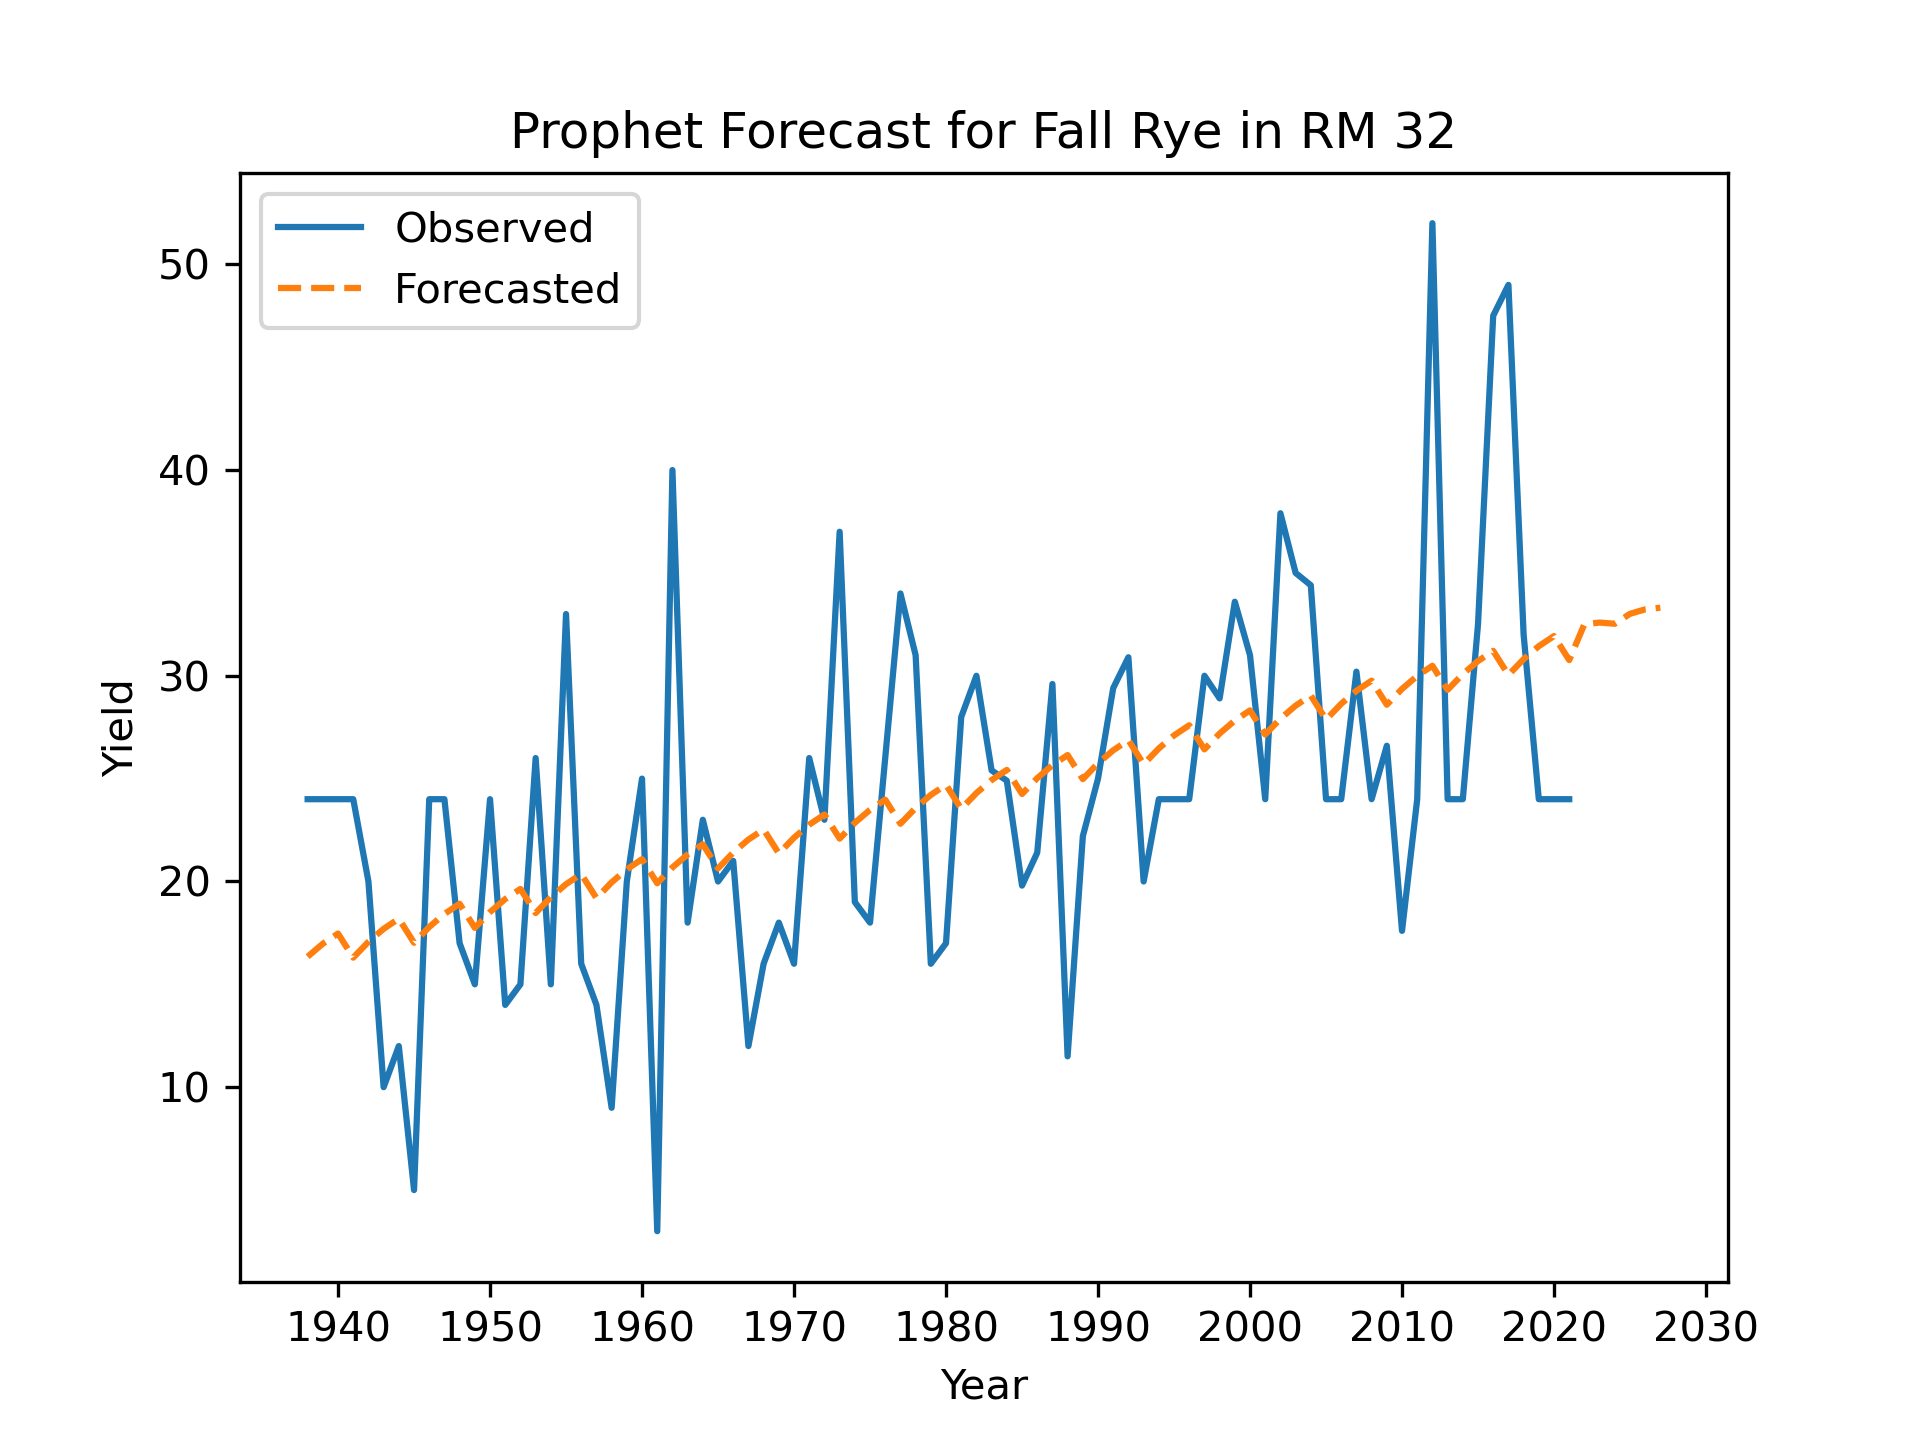 Prophet Forecast for Fall Rye in RM 32
Observed
Forecasted
50
40
30
20
10
Yield
1940 1950 1960 1970 1980 1990 2000 2010 2020 2030
Year